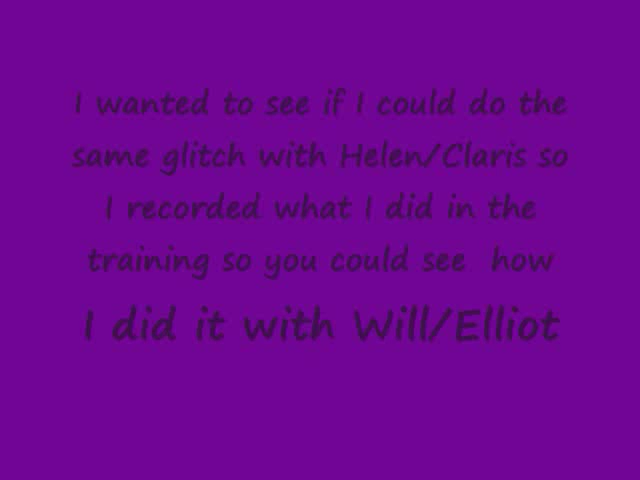 I wanted to see if I could do the
same glitch with Helen/Claris so
I recorded what I did in the
training so you could see how
I did it with Will/Elliot